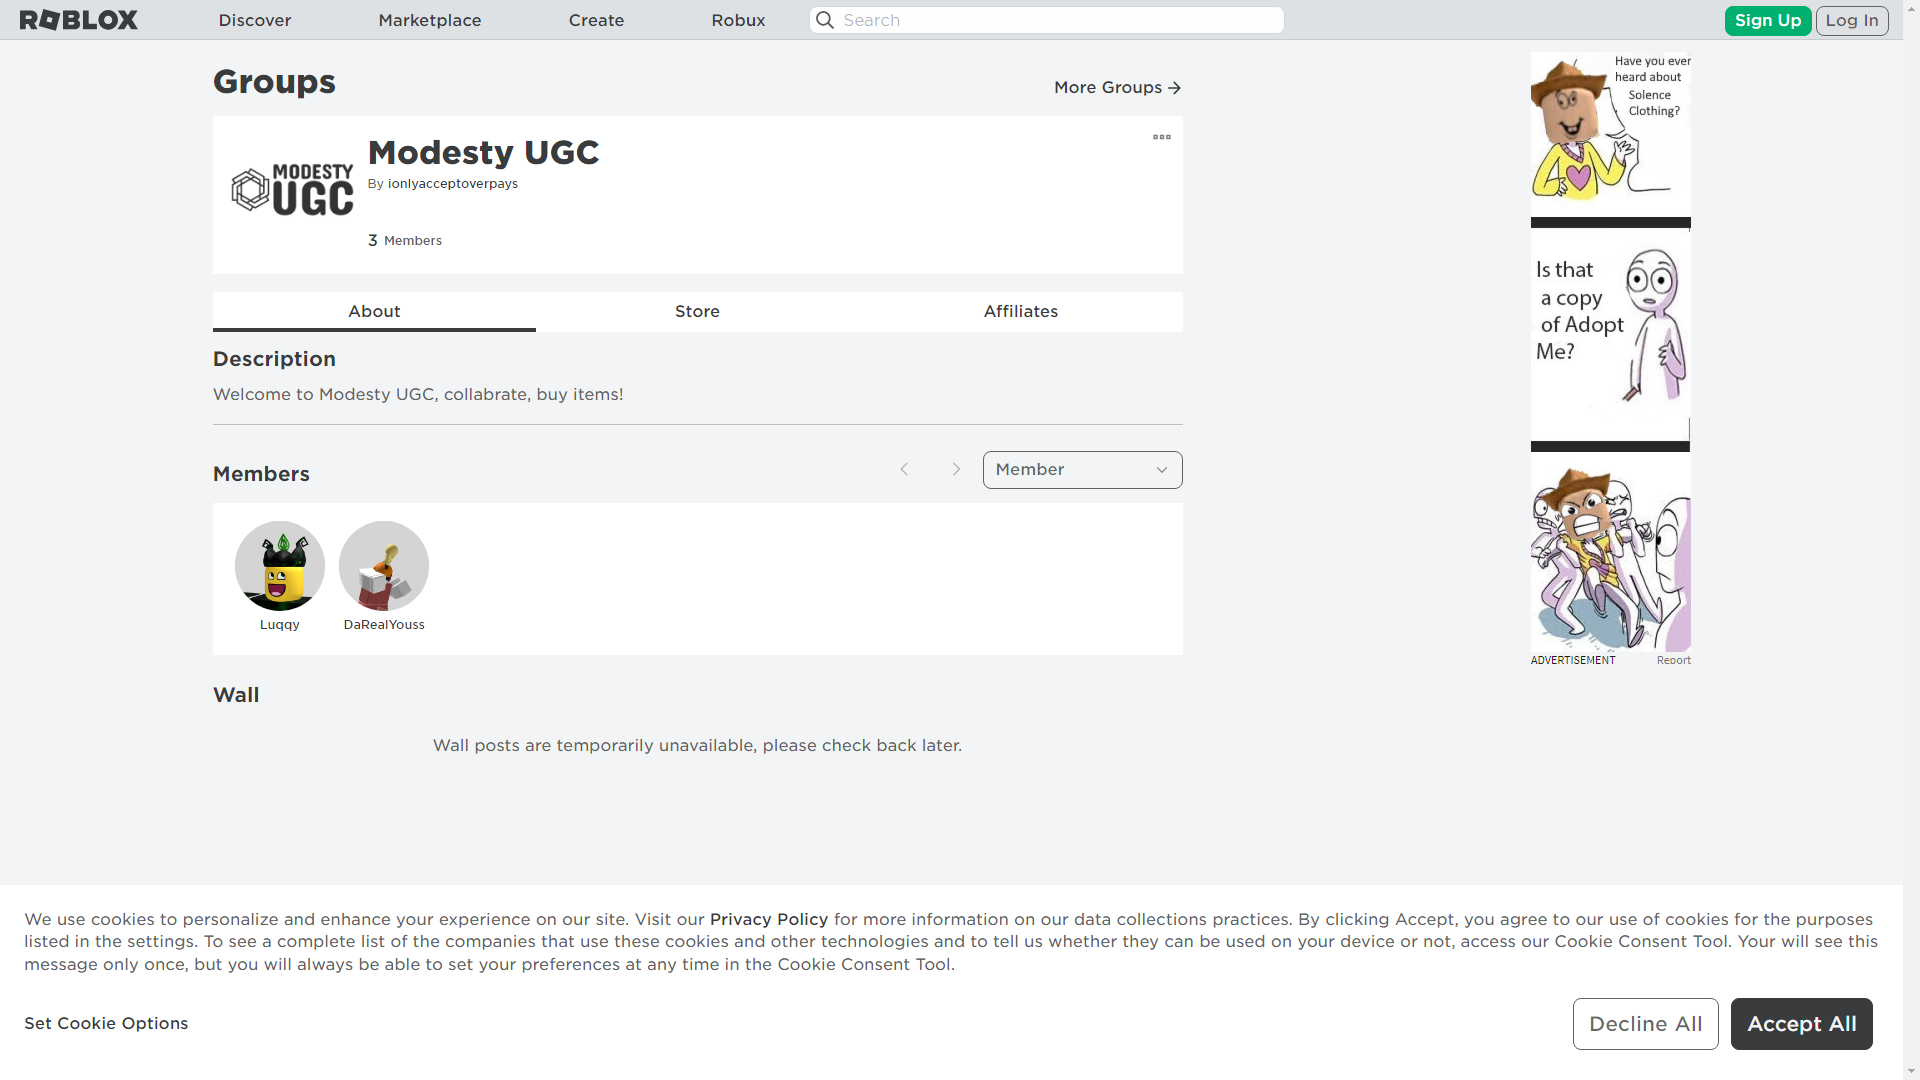 ROBLOX
Discover
Marketplace
Create
Robux
Search
Sign Up
Log In
Groups
More Groups
MODESTY
UGC
Modesty UGC
By ionlyacceptoverpays
3 Members
About
Store
Affiliates
Description
Welcome to Modesty UGC, collabrate, buy items!
Members
Member
Luqqy
DaRealYouss
Wall
Wall posts are temporarily unavailable, please check back later.
Have you ever
heard about
Solence
Clothing?
Is that
a copy
of Adopt
Me?
ADVERTISEMENT
Report
We use cookies to personalize and enhance your experience on our site. Visit our Privacy Policy for more information on our data collections practices. By clicking Accept, you agree to our use of cookies for the purposes
listed in the settings. To see a complete list of the companies that use these cookies and other technologies and to tell us whether they can be used on your device or not, access our Cookie Consent Tool. Your will see this
message only once, but you will always be able to set your preferences at any time in the Cookie Consent Tool.
Set Cookie Options
Decline All
Accept All